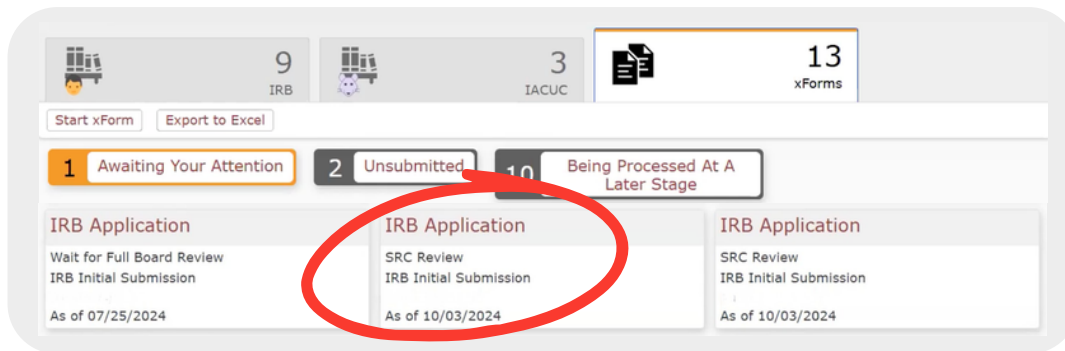 9
IRB
3
IACUC
13
xForms
Start xForm Export to Excel
1 Awaiting Your Attention
2 Unsubmitted
10 Being Processed At A
Later Stage
IRB Application
Wait for Full Board Review
IRB Initial Submission
As of 07/25/2024
IRB Application
SRC Review
IRB Initial Submission
As of 10/03/2024
IRB Application
SRC Review
IRB Initial Submission
As of 10/03/2024